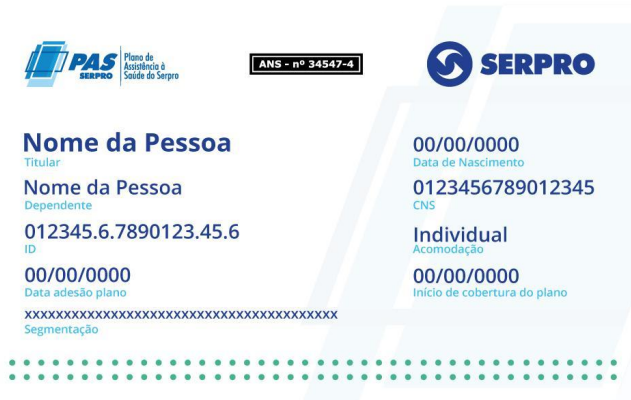 PAS
SERPRO
Plano de
Assistência à
Saúde do Serpro
ANS - nº 34547-4
SERPRO
Nome da Pessoa
Titular
00/00/0000
Data de Nascimento
Nome da Pessoa
Dependente
0123456789012345
CNS
012345.6.7890123.45.6
ID
Individual
Acomodação
00/00/0000
Data adesão plano
00/00/0000
Início de cobertura do plano
xxxxxxxxxxxxxxxxxxxxxxxxxxxxxxxxxxxxxxxx
Segmentação